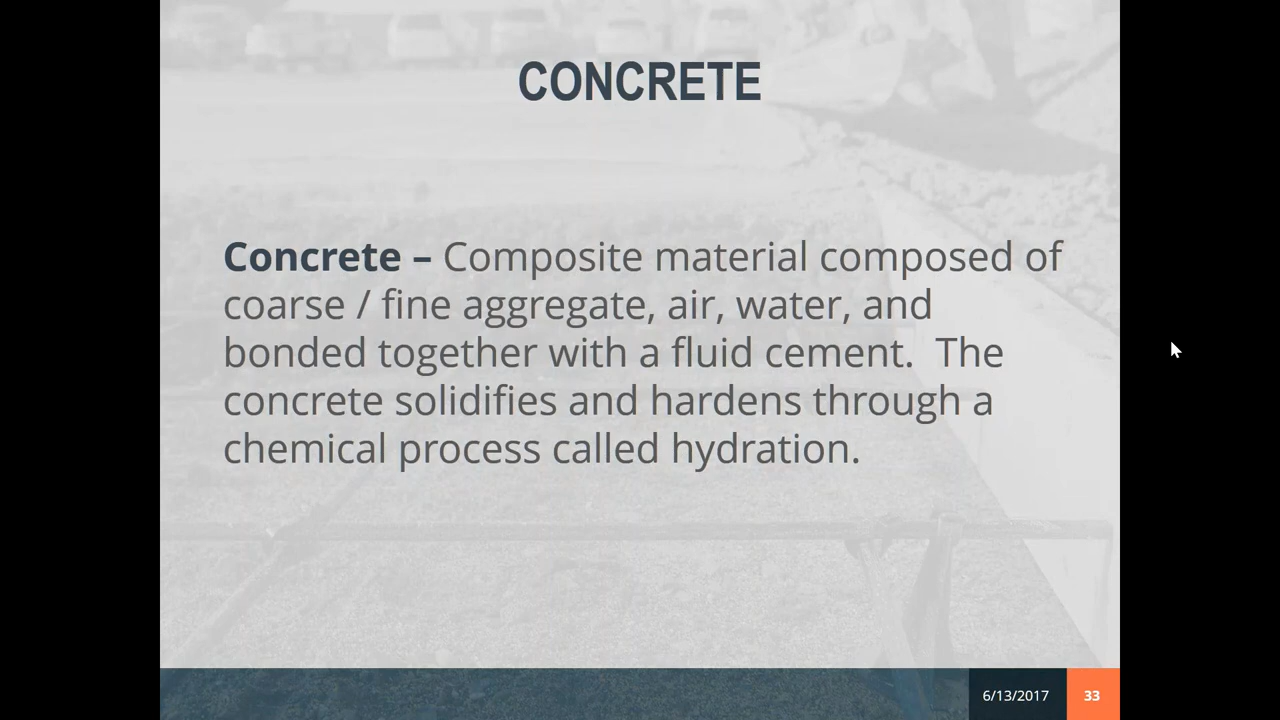 CONCRETE
Concrete – Composite material composed of
coarse / fine aggregate, air, water, and
bonded together with a fluid cement.  The
concrete solidifies and hardens through a
chemical process called hydration.
6/13/2017
33